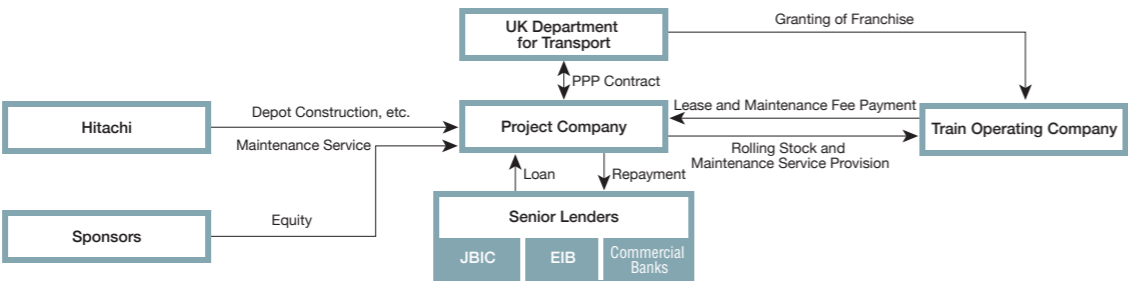 UK Department
for Transport
Granting of Franchise
PPP Contract
Hitachi
Depot Construction, etc.
Maintenance Service
Project Company
Lease and Maintenance Fee Payment
Rolling Stock and
Maintenance Service Provision
Train Operating Company
Loan
Repayment
Sponsors
Equity
Senior Lenders
JBIC
EIB
Commercial
Banks